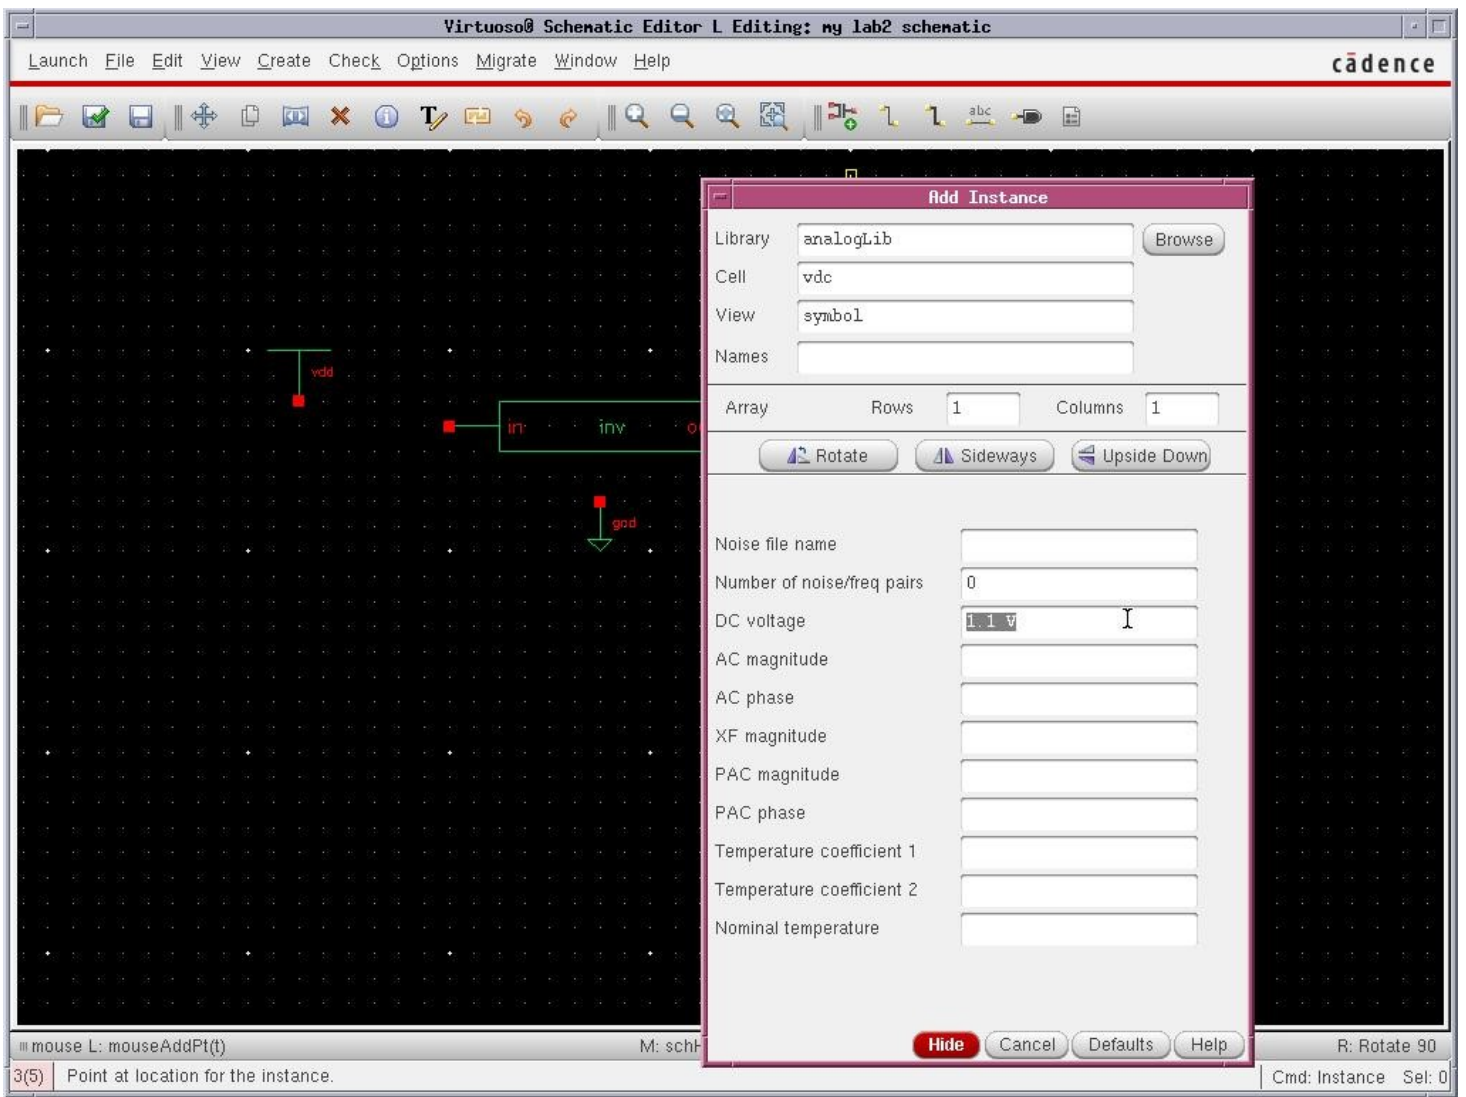 Virtuoso® Schematic Editor L Editing: my lab2 schematic
Launch File Edit View Create Check Options Migrate Window Help
cādence
abc
Add Instance
Library analogLib Browse
Cell vdc
View symbol
Names
Array Rows 1 Columns 1
Rotate Sideways Upside Down
vdd
in inv
gnd
Noise file name
Number of noise/freq pairs 0
DC voltage 1.1 V
AC magnitude
AC phase
XF magnitude
PAC magnitude
PAC phase
Temperature coefficient 1
Temperature coefficient 2
Nominal temperature
Hide Cancel Defaults Help
mouse L: mouseAddPt(t) M: schH R: Rotate 90
3(5) Point at location for the instance. Cmd: Instance Sel: 0